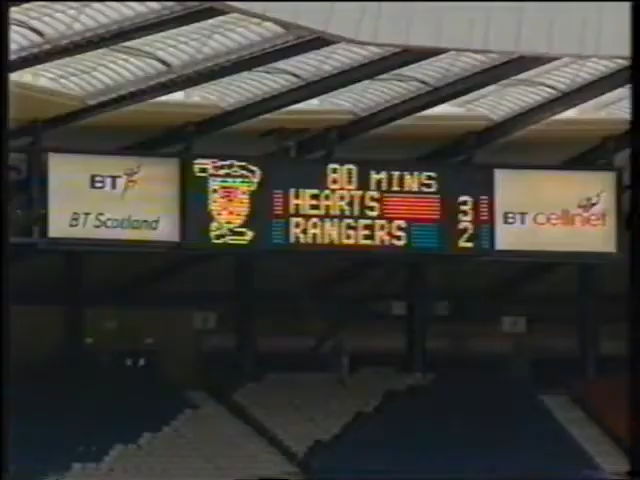 BT
BT Scotland
80 MINS
HEARTS 3
RANGERS 2
BT cellnet